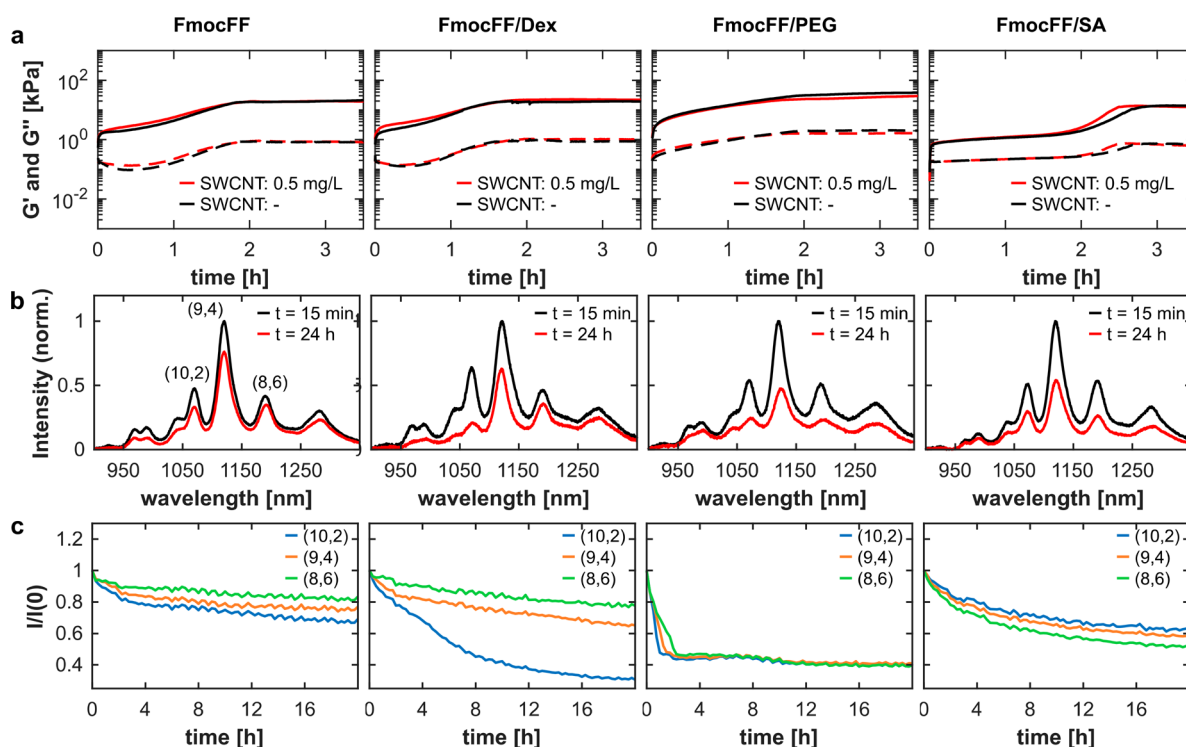 FmocFF FmocFF/Dex FmocFF/PEG FmocFF/SA
a
G' and G'' [kPa]
10² 10⁰ 10⁻²
SWCNT: 0.5 mg/L SWCNT: 0.5 mg/L SWCNT: 0.5 mg/L SWCNT: 0.5 mg/L
SWCNT: - SWCNT: - SWCNT: - SWCNT: -
0 1 2 3 0 1 2 3 0 1 2 3 0 1 2 3
time [h] time [h] time [h] time [h]
b
Intensity (norm.)
1 0.5 0
(9,4) (10,2) (8,6)
t = 15 min t = 15 min t = 15 min t = 15 min
t = 24 h t = 24 h t = 24 h t = 24 h
950 1050 1150 1250 950 1050 1150 1250 950 1050 1150 1250 950 1050 1150 1250
wavelength [nm] wavelength [nm] wavelength [nm] wavelength [nm]
c
I/I(0)
1.2 1 0.8 0.6 0.4
(10,2) (10,2) (10,2) (10,2)
(9,4) (9,4) (9,4) (9,4)
(8,6) (8,6) (8,6) (8,6)
0 4 8 12 16 0 4 8 12 16 0 4 8 12 16 0 4 8 12 16
time [h] time [h] time [h] time [h]